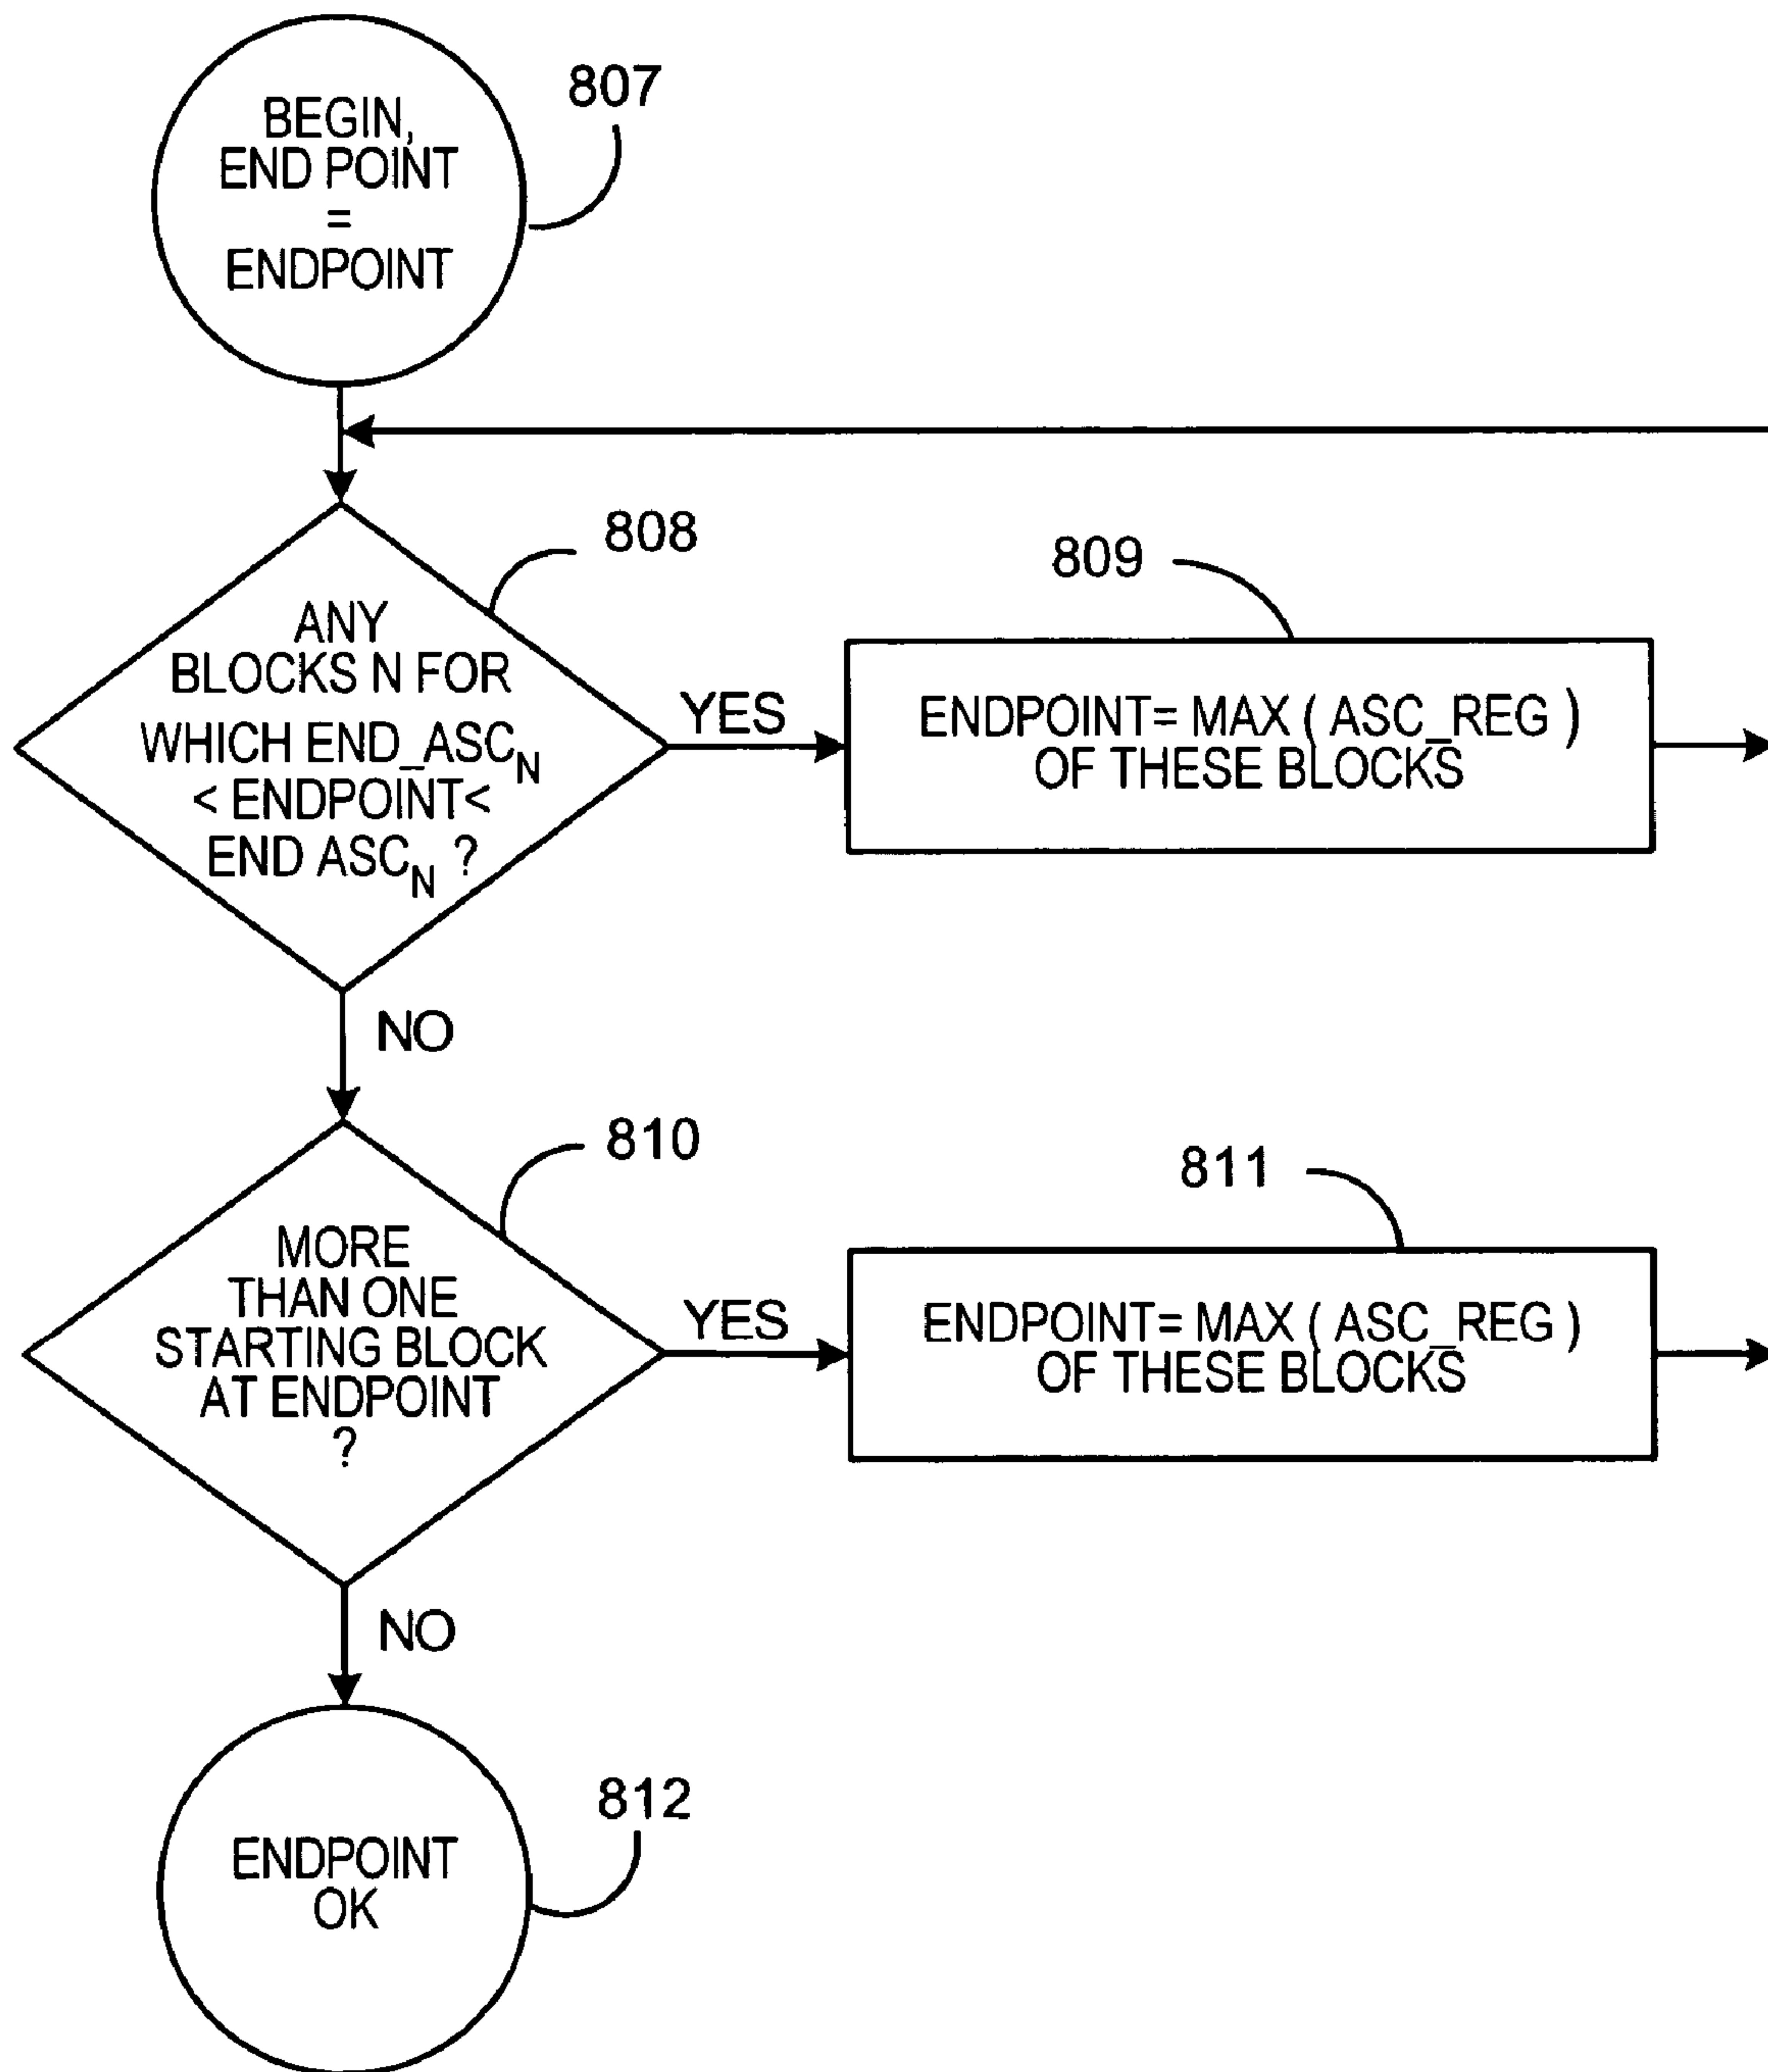 BEGIN,
END POINT
=
ENDPOINT
807
ANY
BLOCKS N FOR
WHICH END_ASC_N
< ENDPOINT<
END ASC_N ?
808
YES
809
ENDPOINT= MAX ( ASC_REG )
OF THESE BLOCKS
NO
MORE
THAN ONE
STARTING BLOCK
AT ENDPOINT
?
810
YES
811
ENDPOINT= MAX ( ASC_REG )
OF THESE BLOCKS
NO
ENDPOINT
OK
812